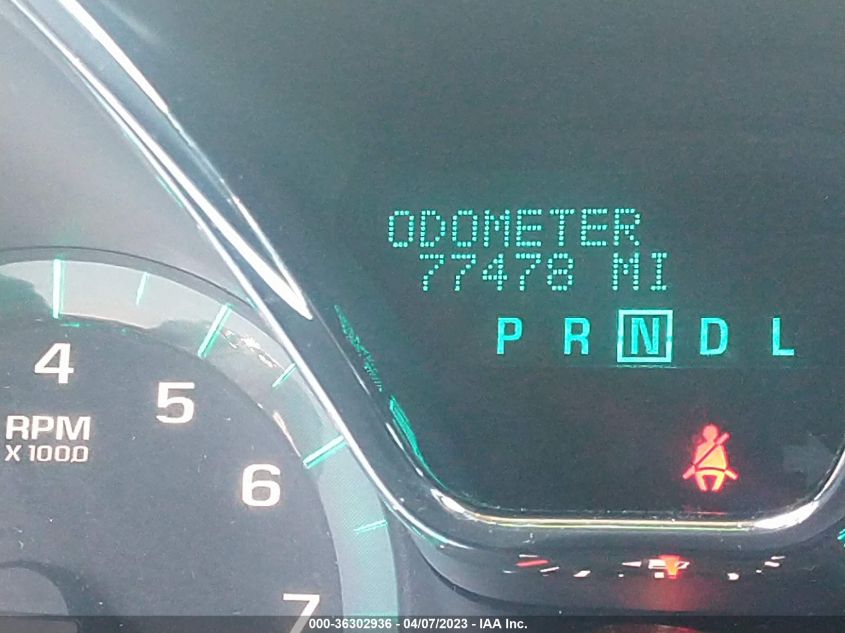 ODOMETER
77478 MI
P R N D L
4
5
RPM
X 1000
6
7
000-36302936 - 04/07/2023 - IAA Inc.